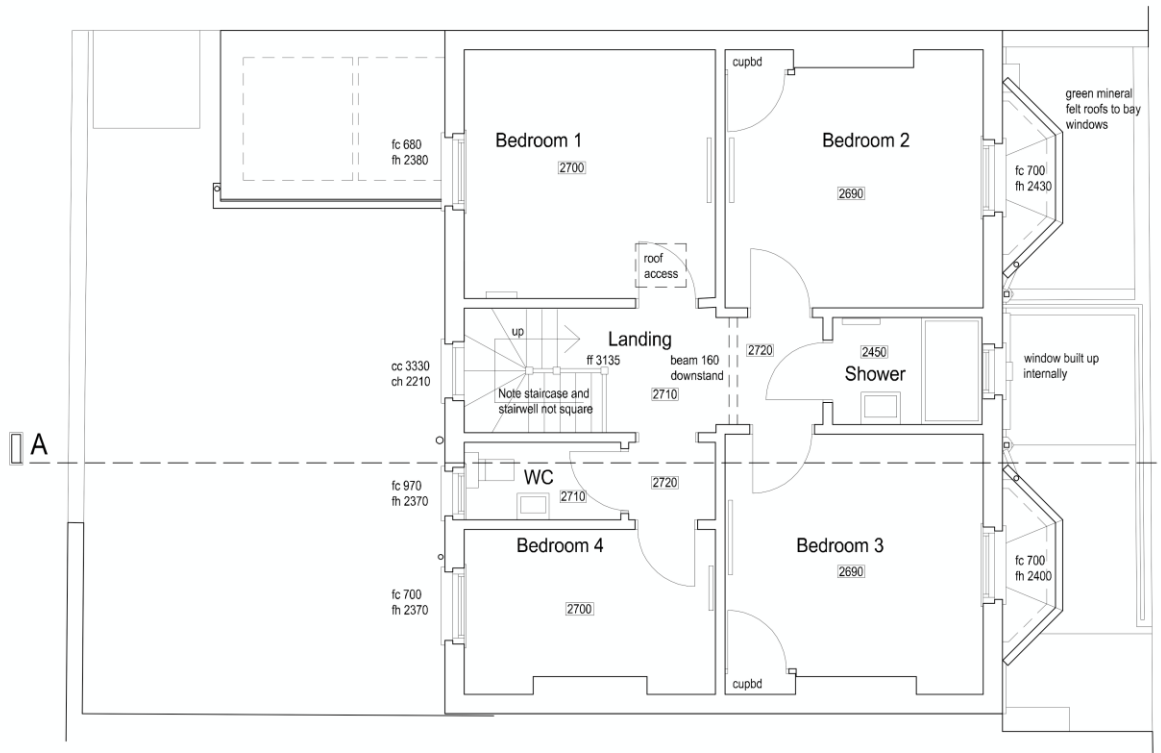 cupbd
green mineral
felt roofs to bay
windows
fc 680
fh 2380
Bedroom 1
2700
Bedroom 2
2690
fc 700
fh 2430
roof
access
up
Landing
ff 3135
beam 160
downstand
2720
2450
Shower
window built up
internally
cc 3330
ch 2210
Note staircase and
stairwell not square
2710
A
fc 970
fh 2370
WC
2710
2720
Bedroom 4
Bedroom 3
2690
fc 700
fh 2400
fc 700
fh 2370
2700
cupbd